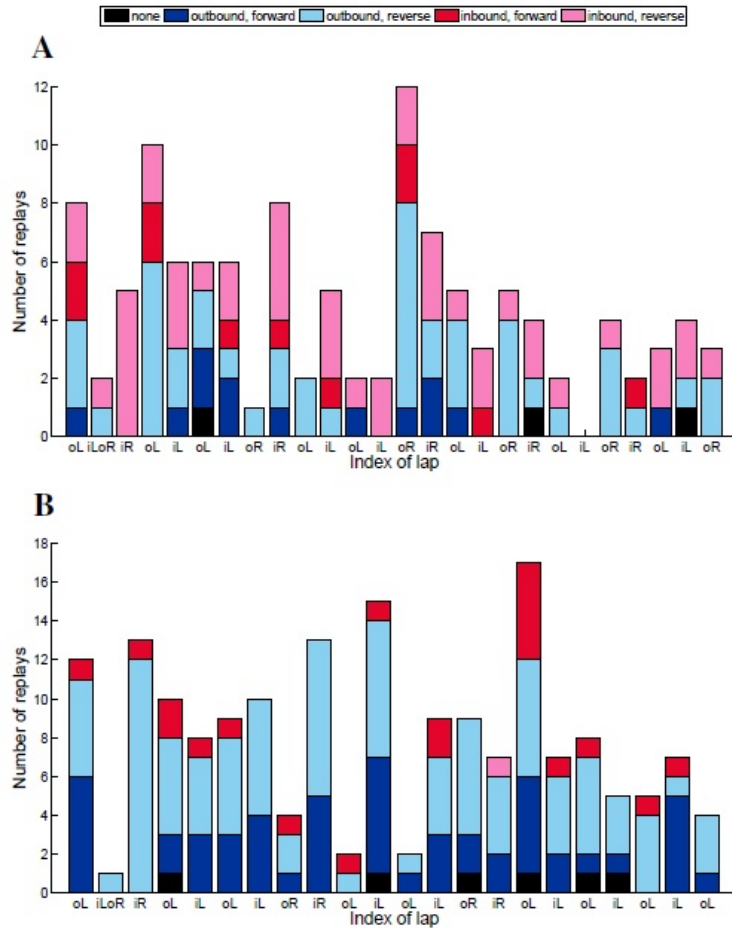 none outbound, forward outbound, reverse inbound, forward inbound, reverse
A
12
10
8
6
4
2
0
Number of replays
oL iLoR iR oL iL oL iL oR iR oL iL oL iL oR iR oL iL oR iR oL iL oR iR oL iL oR
Index of lap
B
18
16
14
12
10
8
6
4
2
0
Number of replays
oL iLoR iR oL iL oL iL oR iR oL iL oL iL oR iR oL iL oL iL oL iL oL
Index of lap